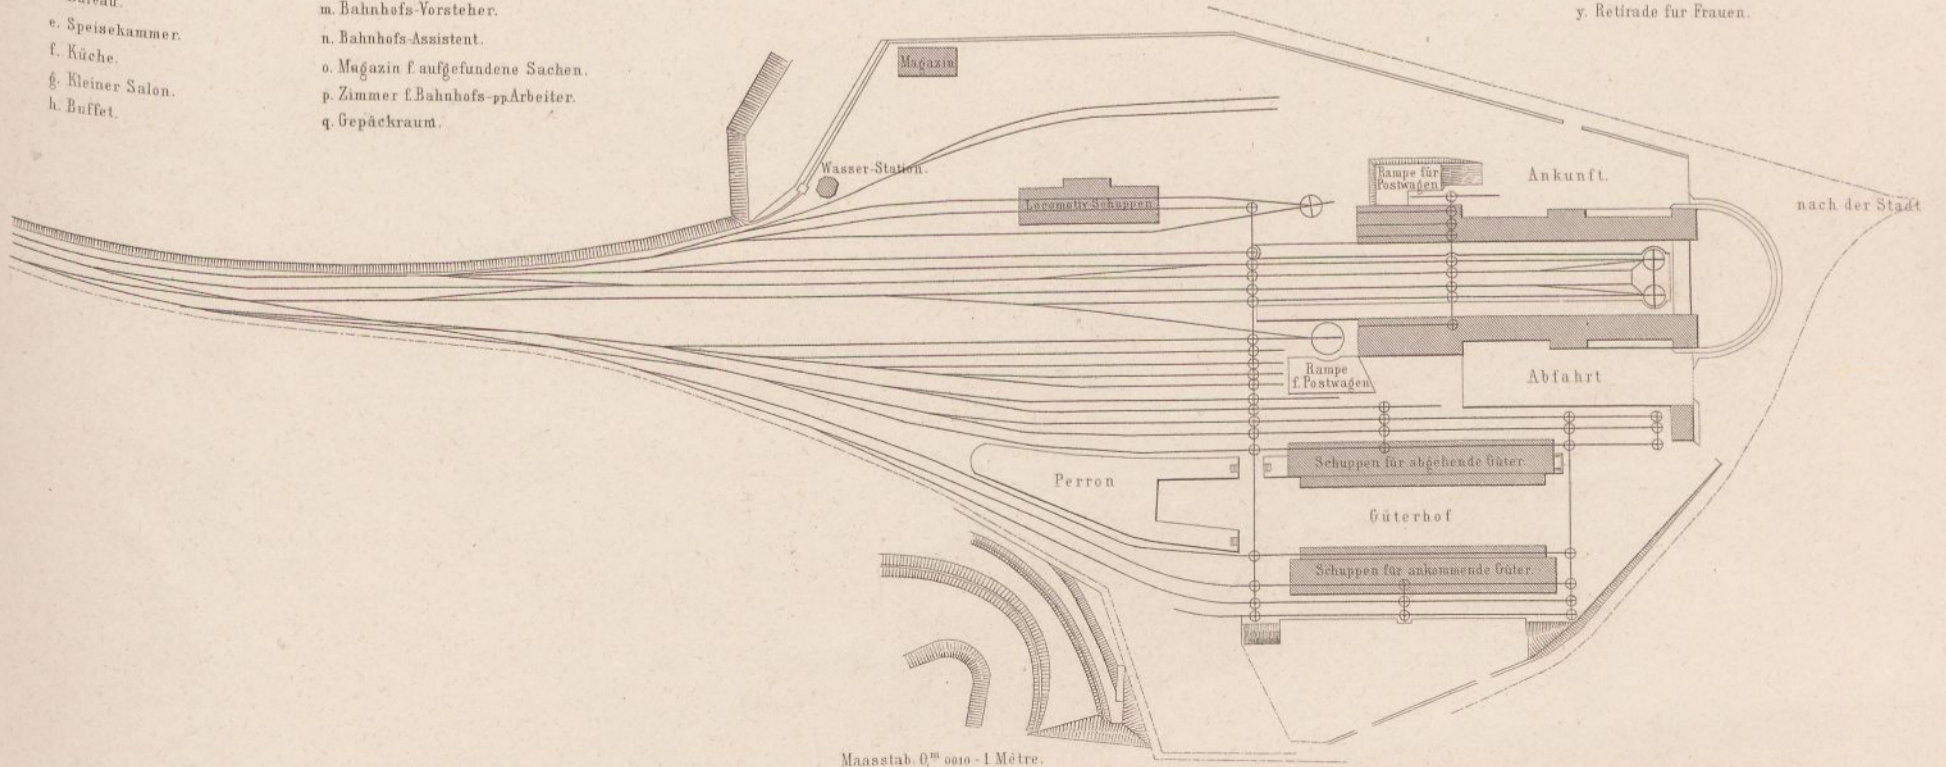 Bureau.
e. Speisekammer.
f. Küche.
g. Kleiner Salon.
h. Buffet.
m. Bahnhofs-Vorsteher.
n. Bahnhofs-Assistent.
o. Magazin f. aufgefundene Sachen.
p. Zimmer f. Bahnhofs-pp Arbeiter.
q. Gepäckraum.
y. Retirade fur Frauen.
Magazin
Wasser-Station.
Locomotiv-Schuppen
Rampe für
Postwagen
Ankunft.
nach der Stadt
Rampe
f. Postwagen
Abfahrt
Perron
Schuppen für abgehende Güter.
Güterhof
Schuppen für ankommende Güter.
Maasstab. 0,ᵐ 0010 - 1 Mètre.